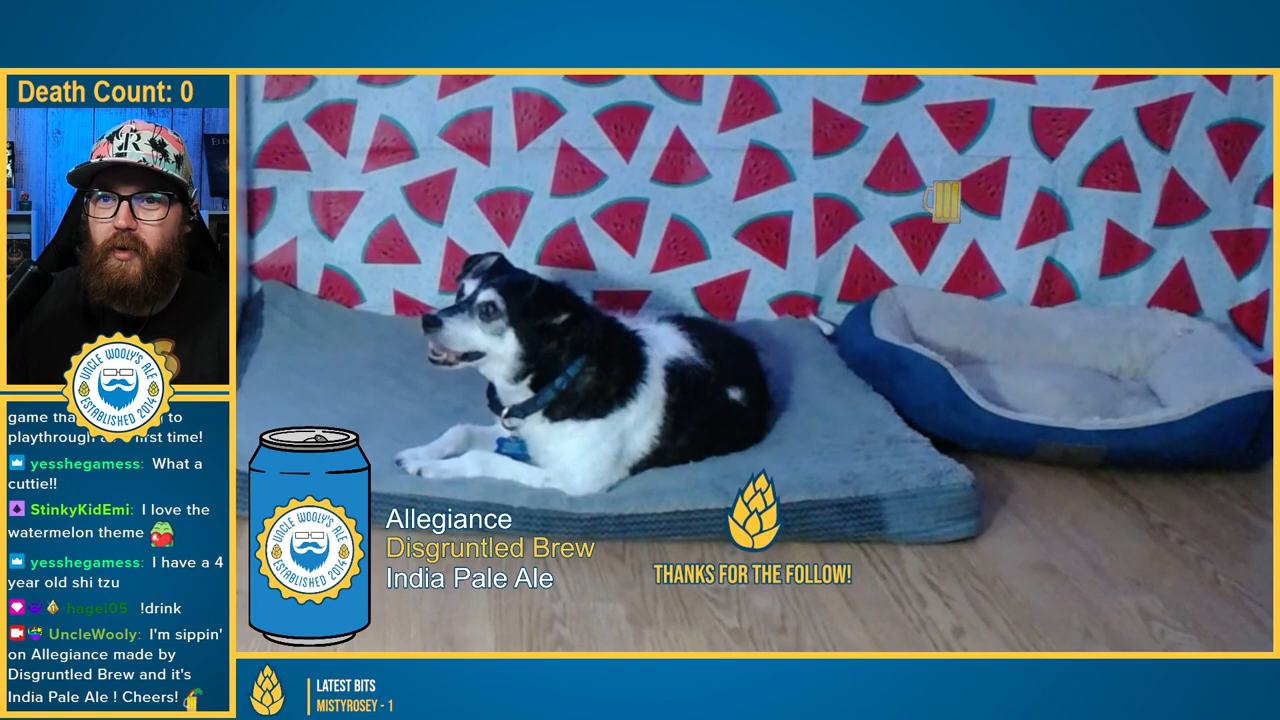 Death Count: 0
R
UNCLE WOOLY'S ALE
ESTABLISHED 2014
to
playthrough
first time!
yesshegamess: What a
cuttie!!
StinkyKidEmi: I love the
watermelon theme
yesshegamess: I have a 4
year old shi tzu
hagel05 !drink
UncleWooly: I'm sippin'
on Allegiance made by
Disgruntled Brew and it's
India Pale Ale ! Cheers!
UNCLE WOOLY'S ALE
ESTABLISHED 2014
Allegiance
Disgruntled Brew
India Pale Ale
THANKS FOR THE FOLLOW!
LATEST BITS
MISTYROSEY - 1